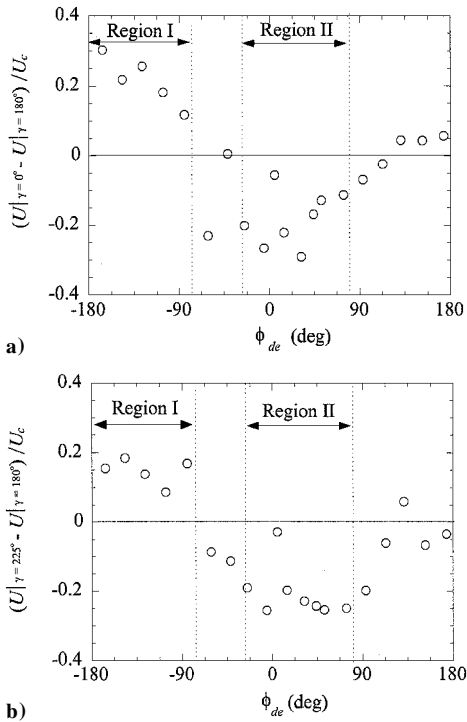 Region I
Region II
(U|γ = 0° - U|γ = 180°) / Uc
0.4
0.2
0
-0.2
-0.4
-180
-90
0
90
180
ϕde (deg)
a)
Region I
Region II
(U|γ = 225° - U|γ = 180°) / Uc
0.4
0.2
0
-0.2
-0.4
-180
-90
0
90
180
ϕde (deg)
b)